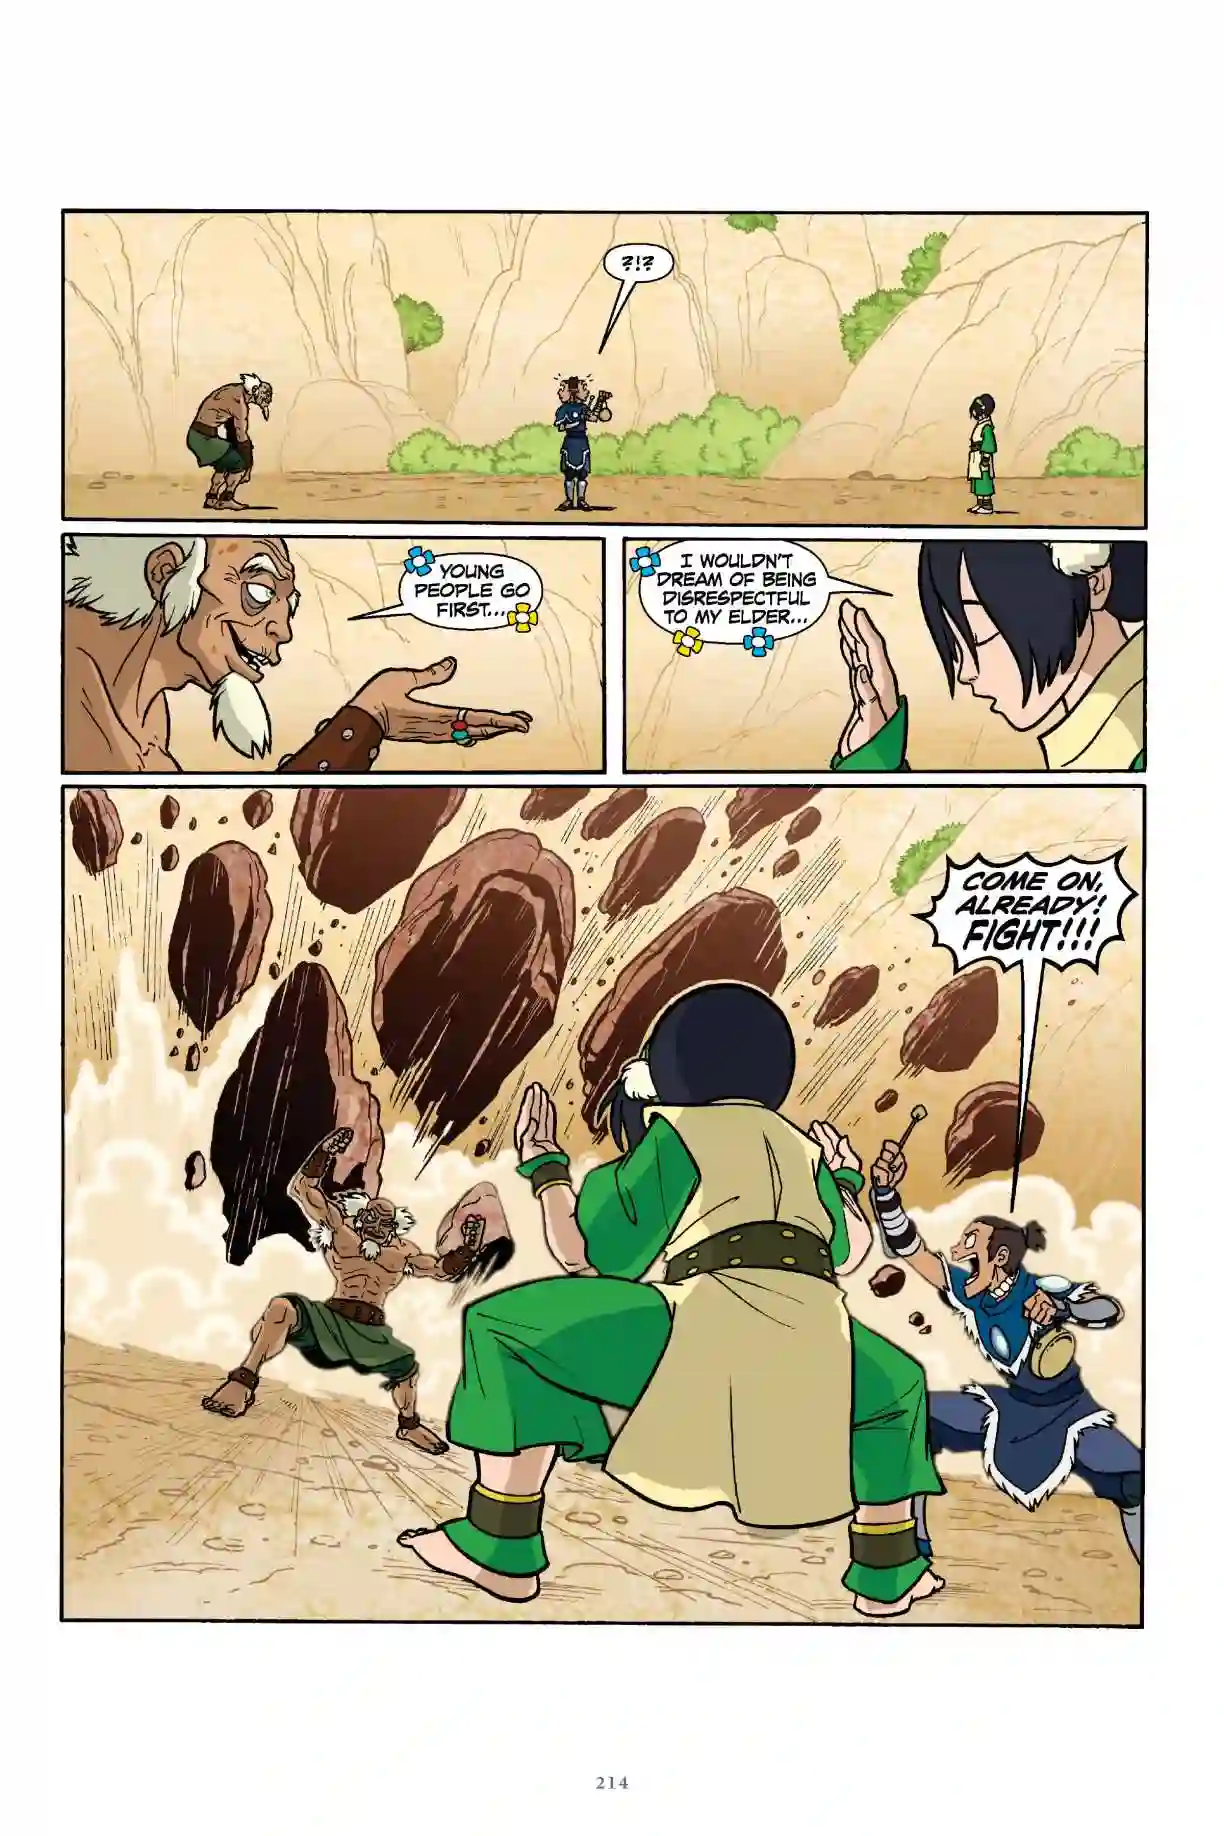 ?!?
YOUNG
PEOPLE GO
FIRST...
I WOULDN'T
DREAM OF BEING
DISRESPECTFUL
TO MY ELDER...
COME ON,
ALREADY!
FIGHT!!!
214